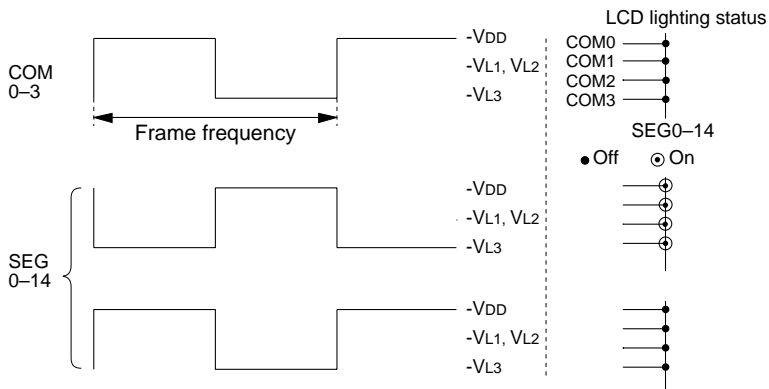 LCD lighting status
COM
0–3
-VDD
-VL1, VL2
-VL3
Frame frequency
COM0
COM1
COM2
COM3
SEG0–14
Off
On
SEG
0–14
-VDD
-VL1, VL2
-VL3
-VDD
-VL1, VL2
-VL3